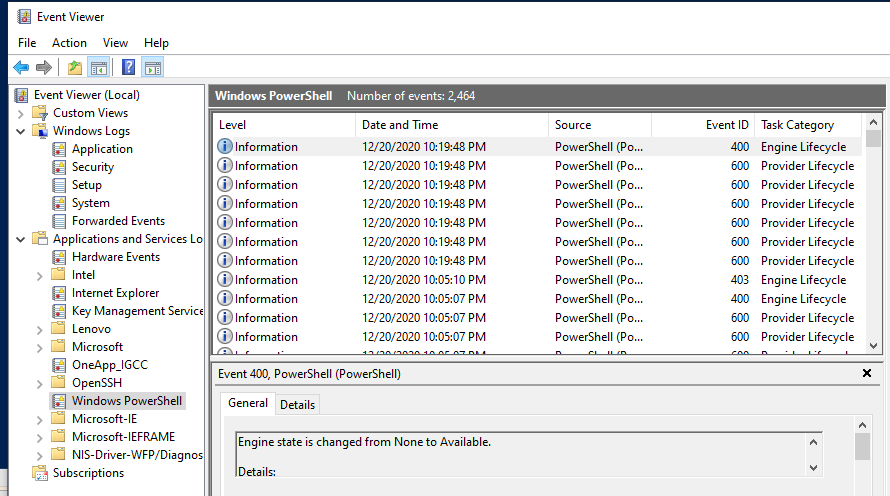 Event Viewer
File Action View Help
Event Viewer (Local)
Custom Views
Windows Logs
Application
Security
Setup
System
Forwarded Events
Applications and Services Lo
Hardware Events
Intel
Internet Explorer
Key Management Service
Lenovo
Microsoft
OneApp_IGCC
OpenSSH
Windows PowerShell
Microsoft-IE
Microsoft-IEFRAME
NIS-Driver-WFP/Diagnos
Subscriptions
Windows PowerShell Number of events: 2,464
Level Date and Time Source Event ID Task Category
Information 12/20/2020 10:19:48 PM PowerShell (Po... 400 Engine Lifecycle
Information 12/20/2020 10:19:48 PM PowerShell (Po... 600 Provider Lifecycle
Information 12/20/2020 10:19:48 PM PowerShell (Po... 600 Provider Lifecycle
Information 12/20/2020 10:19:48 PM PowerShell (Po... 600 Provider Lifecycle
Information 12/20/2020 10:19:48 PM PowerShell (Po... 600 Provider Lifecycle
Information 12/20/2020 10:19:48 PM PowerShell (Po... 600 Provider Lifecycle
Information 12/20/2020 10:19:48 PM PowerShell (Po... 600 Provider Lifecycle
Information 12/20/2020 10:05:10 PM PowerShell (Po... 403 Engine Lifecycle
Information 12/20/2020 10:05:07 PM PowerShell (Po... 400 Engine Lifecycle
Information 12/20/2020 10:05:07 PM PowerShell (Po... 600 Provider Lifecycle
Information 12/20/2020 10:05:07 PM PowerShell (Po... 600 Provider Lifecycle
Event 400, PowerShell (PowerShell)
General Details
Engine state is changed from None to Available.
Details: